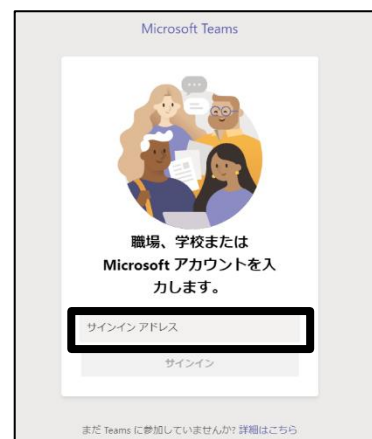 Microsoft Teams
職場、学校または
Microsoft アカウントを入
力します。
サインイン アドレス
サインイン
まだ Teams に参加していませんか? 詳細はこちら